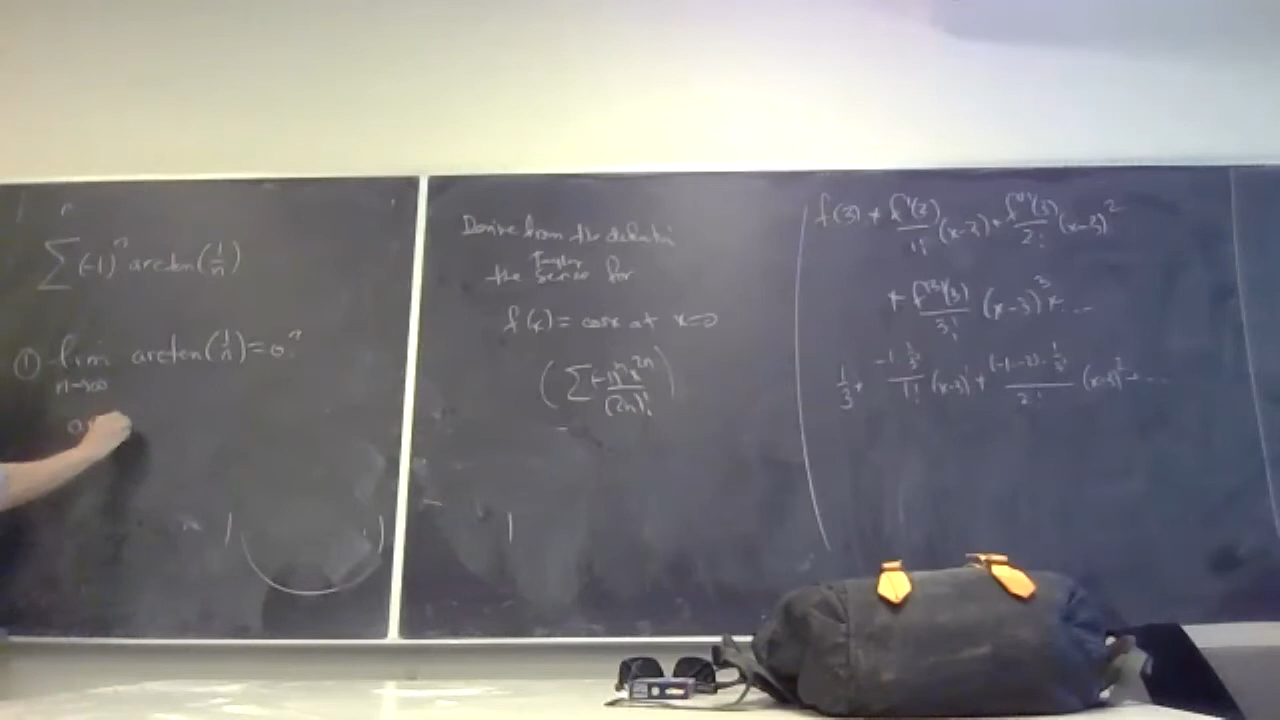 ∑ (-1)^n arctan(1/n)
① lim arctan(1/n) = 0
n→∞
Derive from the
the Taylor Series for
f(x) = cosx at x=0
(∑ (-1)^n x^{2n} / (2n)!)
f(3) + f'(3)/1! (x-3) + f''(3)/2! (x-3)^2
+ f^{(3)}(3)/3! (x-3)^3 + ...
1/3 + (-1·1/3^2)/1! (x-3)^1 + ((-1·-2)·1/3^3)/2! (x-3)^2 + ...